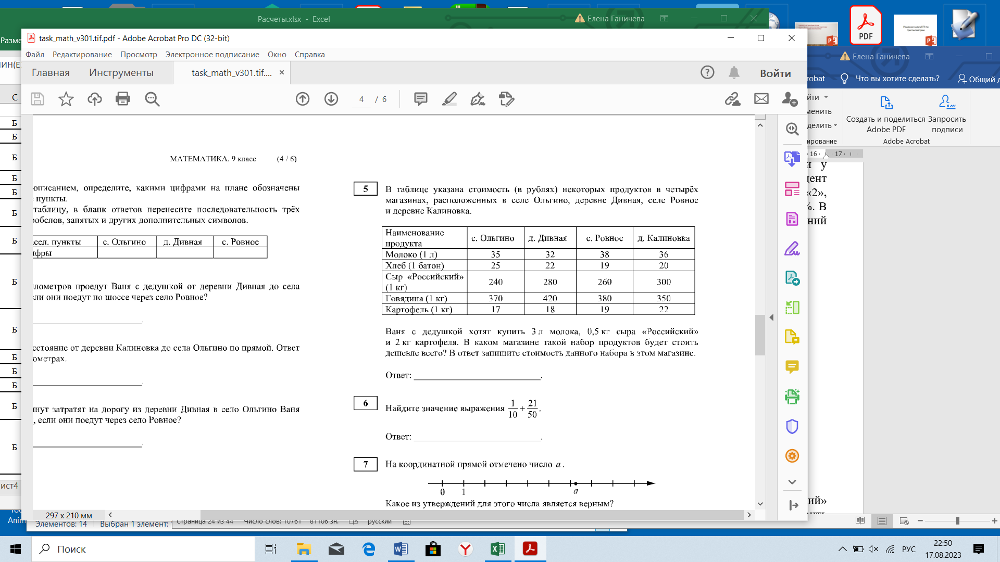 Расчеты.xlsx - Excel
Елена Ганичева
task_math_v301.tif.pdf - Adobe Acrobat Pro DC (32-bit)
Файл Редактирование Просмотр Электронное подписание Окно Справка
Главная Инструменты task_math_v301.tif.... × Войти
4 / 6
МАТЕМАТИКА. 9 класс (4 / 6)
описанием, определите, какими цифрами на плане обозначены
пункты.
таблицу, в бланк ответов перенесите последовательность трёх
робелов, запятых и других дополнительных символов.
асел. пункты с. Ольгино д. Дивная с. Ровное
ифры
илометров проедут Ваня с дедушкой от деревни Дивная до села
сли они поедут по шоссе через село Ровное?
сстояние от деревни Калиновка до села Ольгино по прямой. Ответ
ометрах.
инут затратят на дорогу из деревни Дивная в село Ольгино Ваня
, если они поедут через село Ровное?
5 В таблице указана стоимость (в рублях) некоторых продуктов в четырёх
магазинах, расположенных в селе Ольгино, деревне Дивная, селе Ровное
и деревне Калиновка.
Наименование продукта с. Ольгино д. Дивная с. Ровное д. Калиновка
Молоко (1 л) 35 32 38 36
Хлеб (1 батон) 25 22 19 20
Сыр «Российский» (1 кг) 240 280 260 300
Говядина (1 кг) 370 420 380 350
Картофель (1 кг) 17 18 19 22
Ваня с дедушкой хотят купить 3 л молока, 0,5 кг сыра «Российский»
и 2 кг картофеля. В каком магазине такой набор продуктов будет стоить
дешевле всего? В ответ запишите стоимость данного набора в этом магазине.
Ответ: ___________________________.
6 Найдите значение выражения 1/10 + 21/50.
Ответ: ___________________________.
7 На координатной прямой отмечено число a.
0 1 a
Какое из утверждений для этого числа является верным?
297 x 210 мм
Элементов: 14 Выбран 1 элемент:
Страница 24 из 44 Число слов: 10761 81106 зн. русский
Разме
ИН(Е
C
Б
Б
Б
Б
Б
Б
Б
Б
Б
Б
Б
Б
Б
Б
ист4
Anim
PDF
Решение задач ЕГЭ по
тригонометрии
Елена Ганичева
robat Что вы хотите сделать? Общий д
йти
менить
делить
ирование
Создать и поделиться
Adobe PDF
Запросить
подписи
Adobe Acrobat
16 17
и у
цент
«2»,
%. В
ний
кий»
Поиск
РУС
22:50
17.08.2023